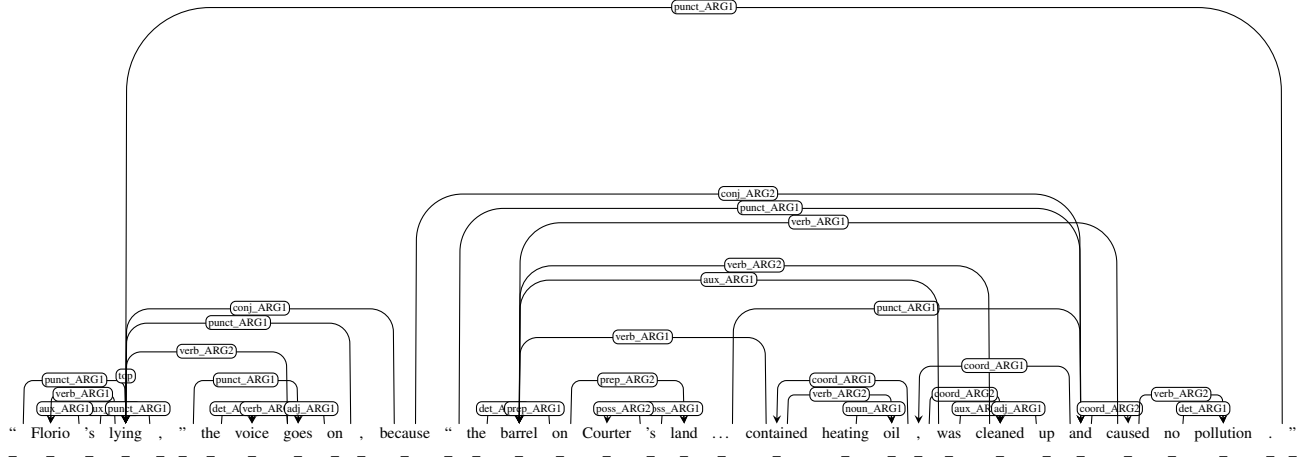 punct_ARG1
conj_ARG2
punct_ARG1
verb_ARG1
verb_ARG2
aux_ARG1
conj_ARG1 punct_ARG1
punct_ARG1
verb_ARG1
verb_ARG2
coord_ARG1
top
punct_ARG1 punct_ARG1 prep_ARG2 coord_ARG1
verb_ARG1 verb_ARG2 coord_ARG2 verb_ARG2
aux_ARG1 punct_ARG1 adj_ARG1 prep_ARG1 poss_ARG2 noun_ARG1 adj_ARG1 coord_ARG2 det_ARG1
“ Florio 's lying , ” the voice goes on , because “ the barrel on Courter 's land … contained heating oil , was cleaned up and caused no pollution . ”
_ _ _ _ _ _ _ _ _ _ _ _ _ _ _ _ _ _ _ _ _ _ _ _ _ _ _ _ _ _ _ _ _ _